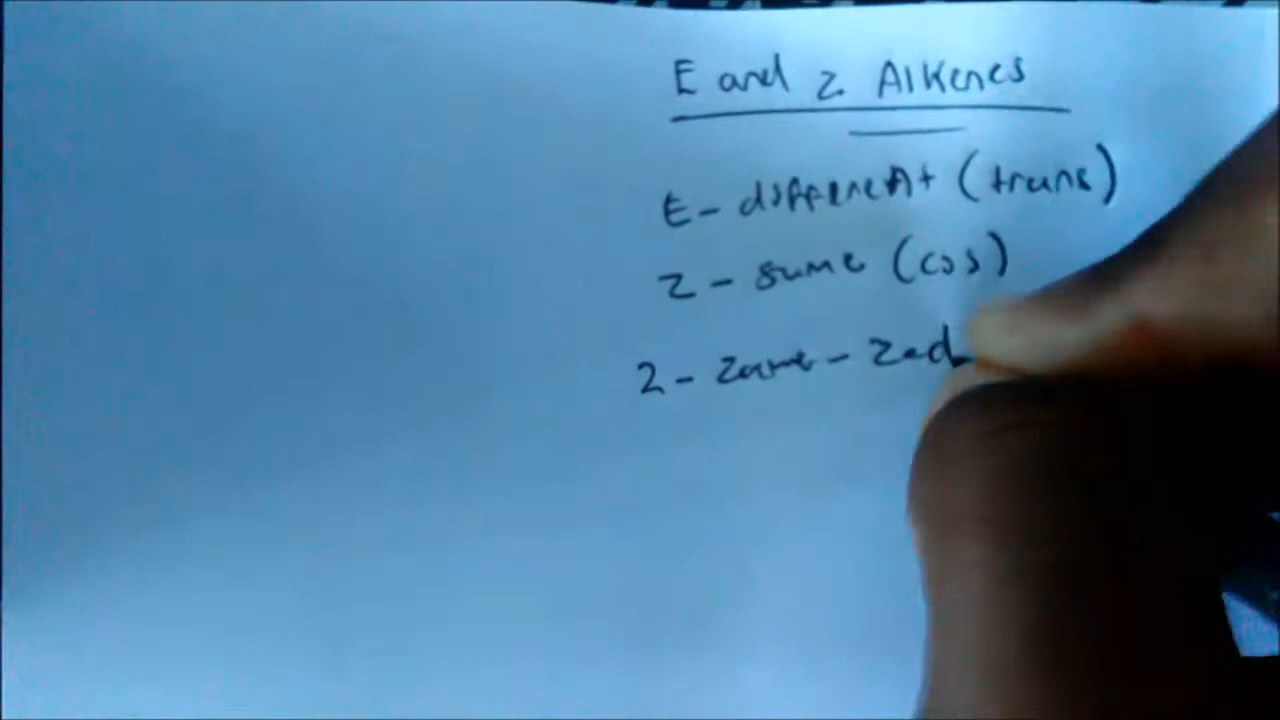 E and Z Alkenes
E - different (trans)
Z - same (cis)
Z - Zame - Zed